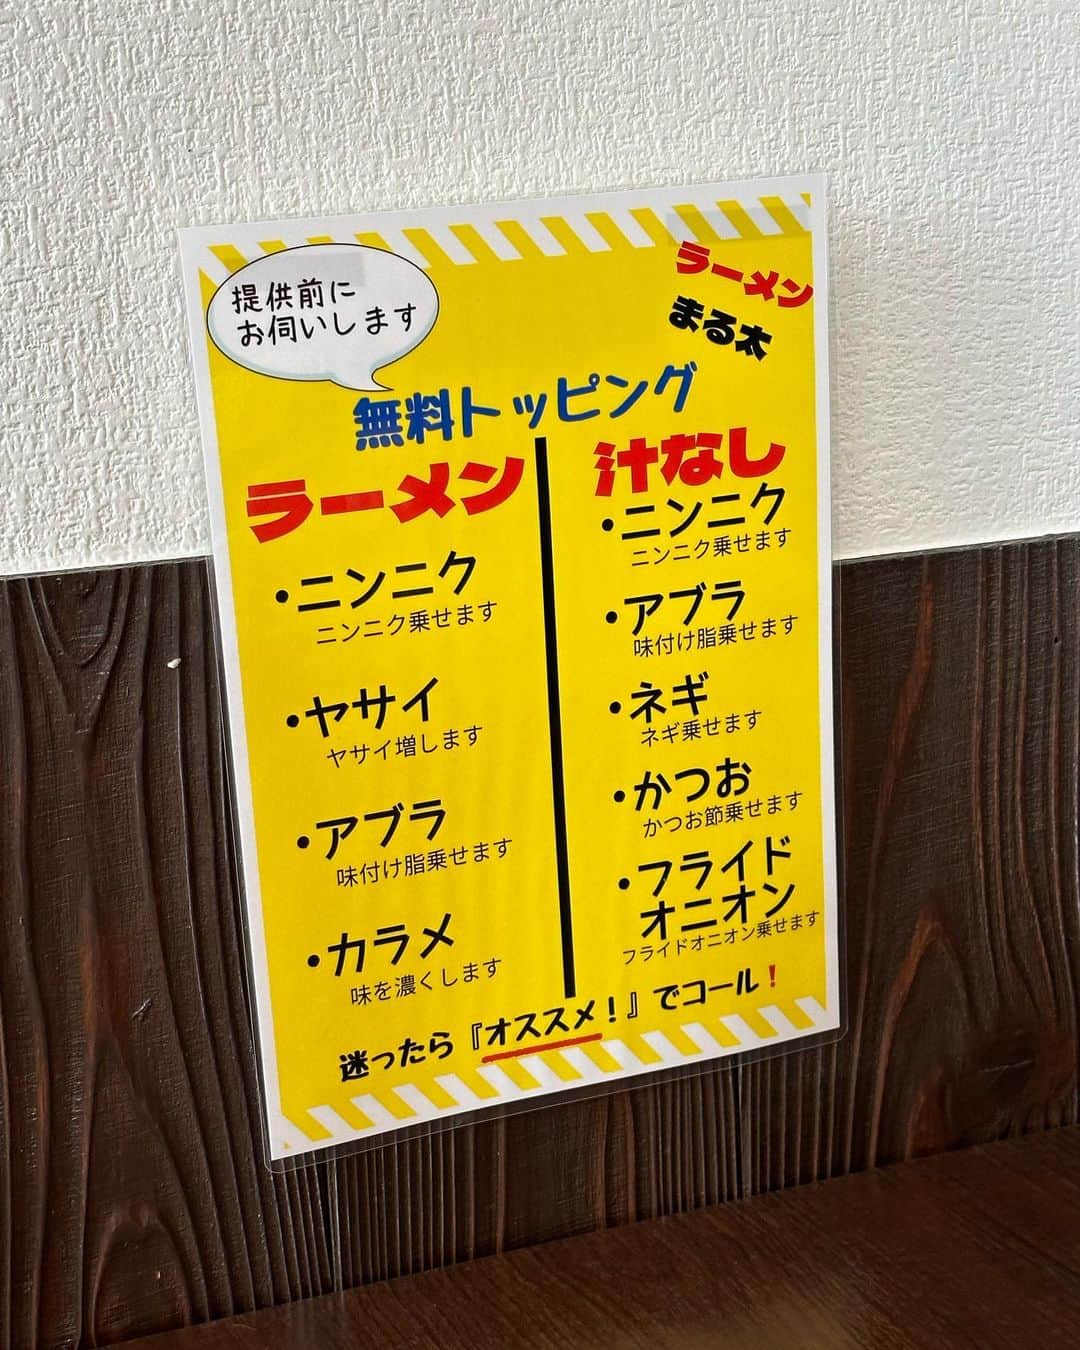 提供前に
お伺いします
ラーメン
まる太
無料トッピング
ラーメン
・ニンニク
ニンニク乗せます
・ヤサイ
ヤサイ増します
・アブラ
味付け脂乗せます
・カラメ
味を濃くします
汁なし
・ニンニク
ニンニク乗せます
・アブラ
味付け脂乗せます
・ネギ
ネギ乗せます
・かつお
かつお節乗せます
・フライド
オニオン
フライドオニオン乗せます
迷ったら『オススメ！』でコール！